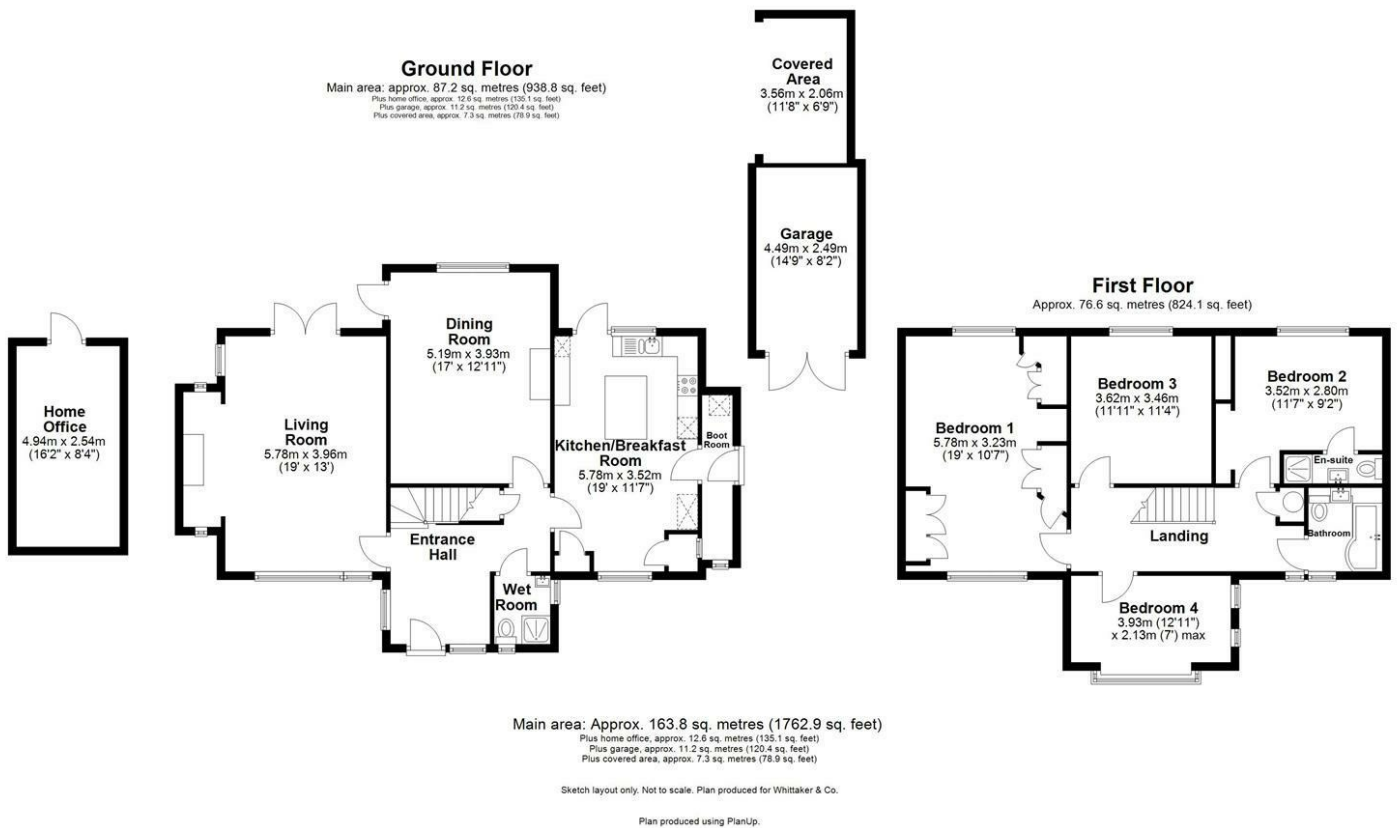 Ground Floor
Main area: approx. 87.2 sq. metres (938.8 sq. feet)
Plus home office, approx. 12.6 sq. metres (135.1 sq. feet)
Plus garage, approx. 11.2 sq. metres (120.4 sq. feet)
Plus covered area, approx. 7.3 sq. metres (78.9 sq. feet)
Covered
Area
3.56m x 2.06m
(11'8" x 6'9")
Garage
4.49m x 2.49m
(14'9" x 8'2")
Home
Office
4.94m x 2.54m
(16'2" x 8'4")
Living
Room
5.78m x 3.96m
(19' x 13')
Dining
Room
5.19m x 3.93m
(17' x 12'11")
Kitchen/Breakfast
Room
5.78m x 3.52m
(19' x 11'7")
Boot
Room
Entrance
Hall
Wet
Room
First Floor
Approx. 76.6 sq. metres (824.1 sq. feet)
Bedroom 1
5.78m x 3.23m
(19' x 10'7")
Bedroom 3
3.62m x 3.46m
(11'11" x 11'4")
Bedroom 2
3.52m x 2.80m
(11'7" x 9'2")
En-suite
Bathroom
Landing
Bedroom 4
3.93m (12'11")
x 2.13m (7') max
Main area: Approx. 163.8 sq. metres (1762.9 sq. feet)
Plus home office, approx. 12.6 sq. metres (135.1 sq. feet)
Plus garage, approx. 11.2 sq. metres (120.4 sq. feet)
Plus covered area, approx. 7.3 sq. metres (78.9 sq. feet)
Sketch layout only. Not to scale. Plan produced for Whittaker & Co.
Plan produced using PlanUp.